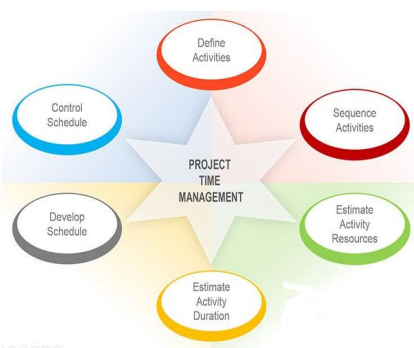 Define
Activities
Control
Schedule
Sequence
Activities
PROJECT
TIME
MANAGEMENT
Develop
Schedule
Estimate
Activity
Resources
Estimate
Activity
Duration